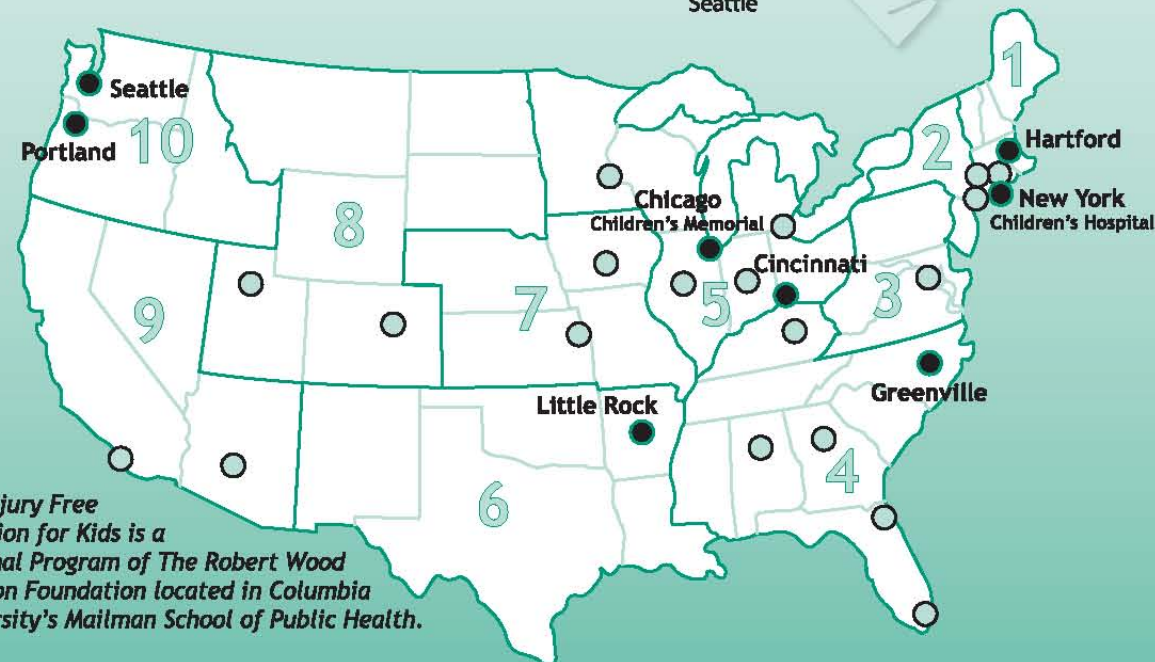 Seattle
1
Seattle
Portland
10
2
Hartford
New York
Children's Hospital
Chicago
Children's Memorial
8
Cincinnati
3
9
7
5
Greenville
Little Rock
4
6
jury Free
ion for Kids is a
al Program of The Robert Wood
on Foundation located in Columbia
rsity's Mailman School of Public Health.